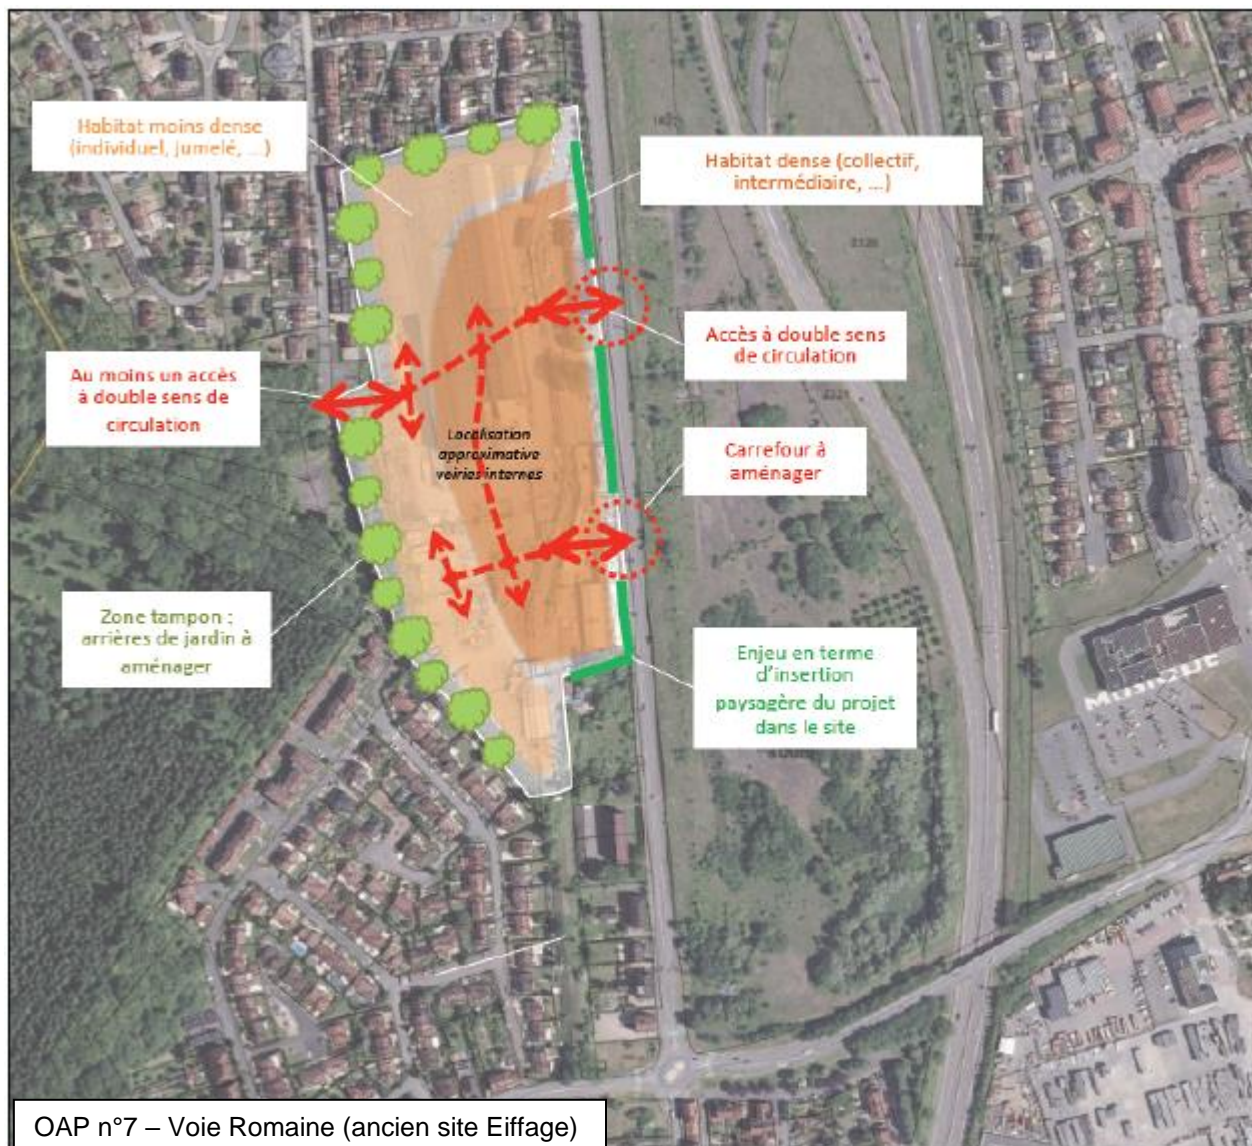 Habitat moins dense
(individuel, jumelé, ...)
Habitat dense (collectif,
intermédiaire, ...)
Au moins un accès
à double sens de
circulation
Accès à double sens
de circulation
Localisation
approximative
voiries internes
Carrefour à
aménager
Zone tampon :
arrières de jardin à
aménager
Enjeu en terme
d'insertion
paysagère du projet
dans le site
OAP n°7 – Voie Romaine (ancien site Eiffage)